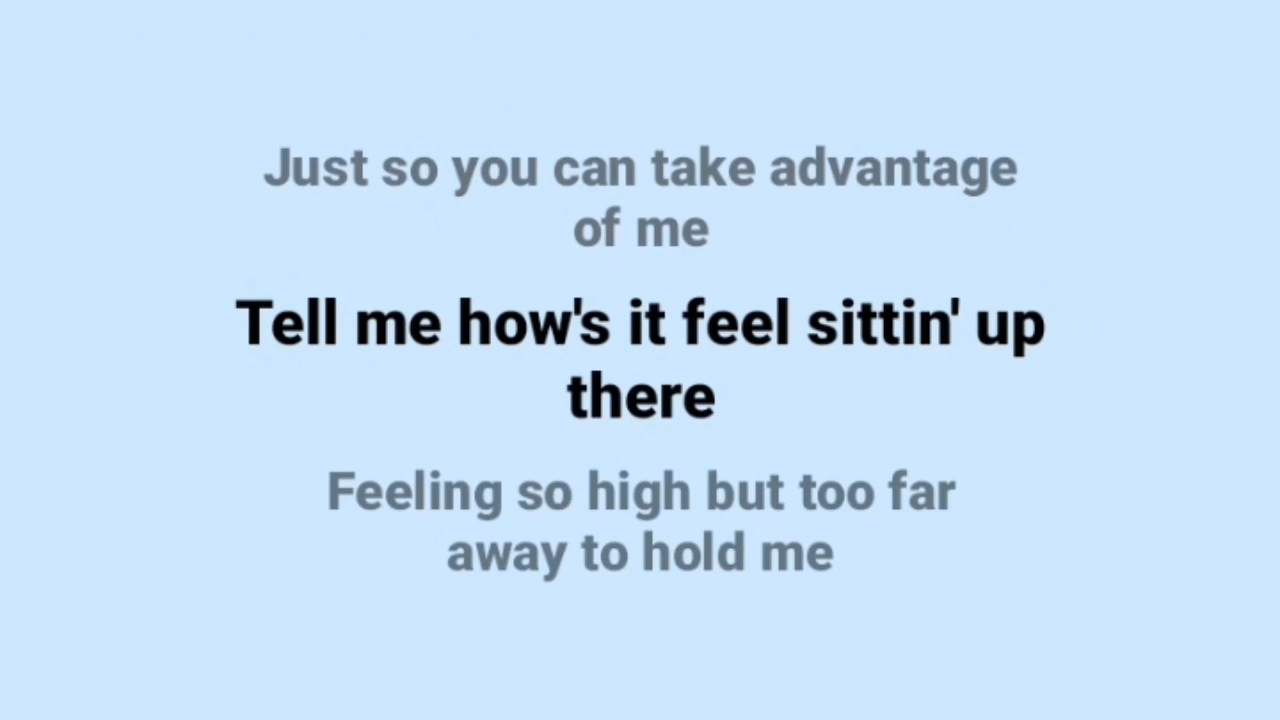 Just so you can take advantage
of me
Tell me how's it feel sittin' up
there
Feeling so high but too far
away to hold me